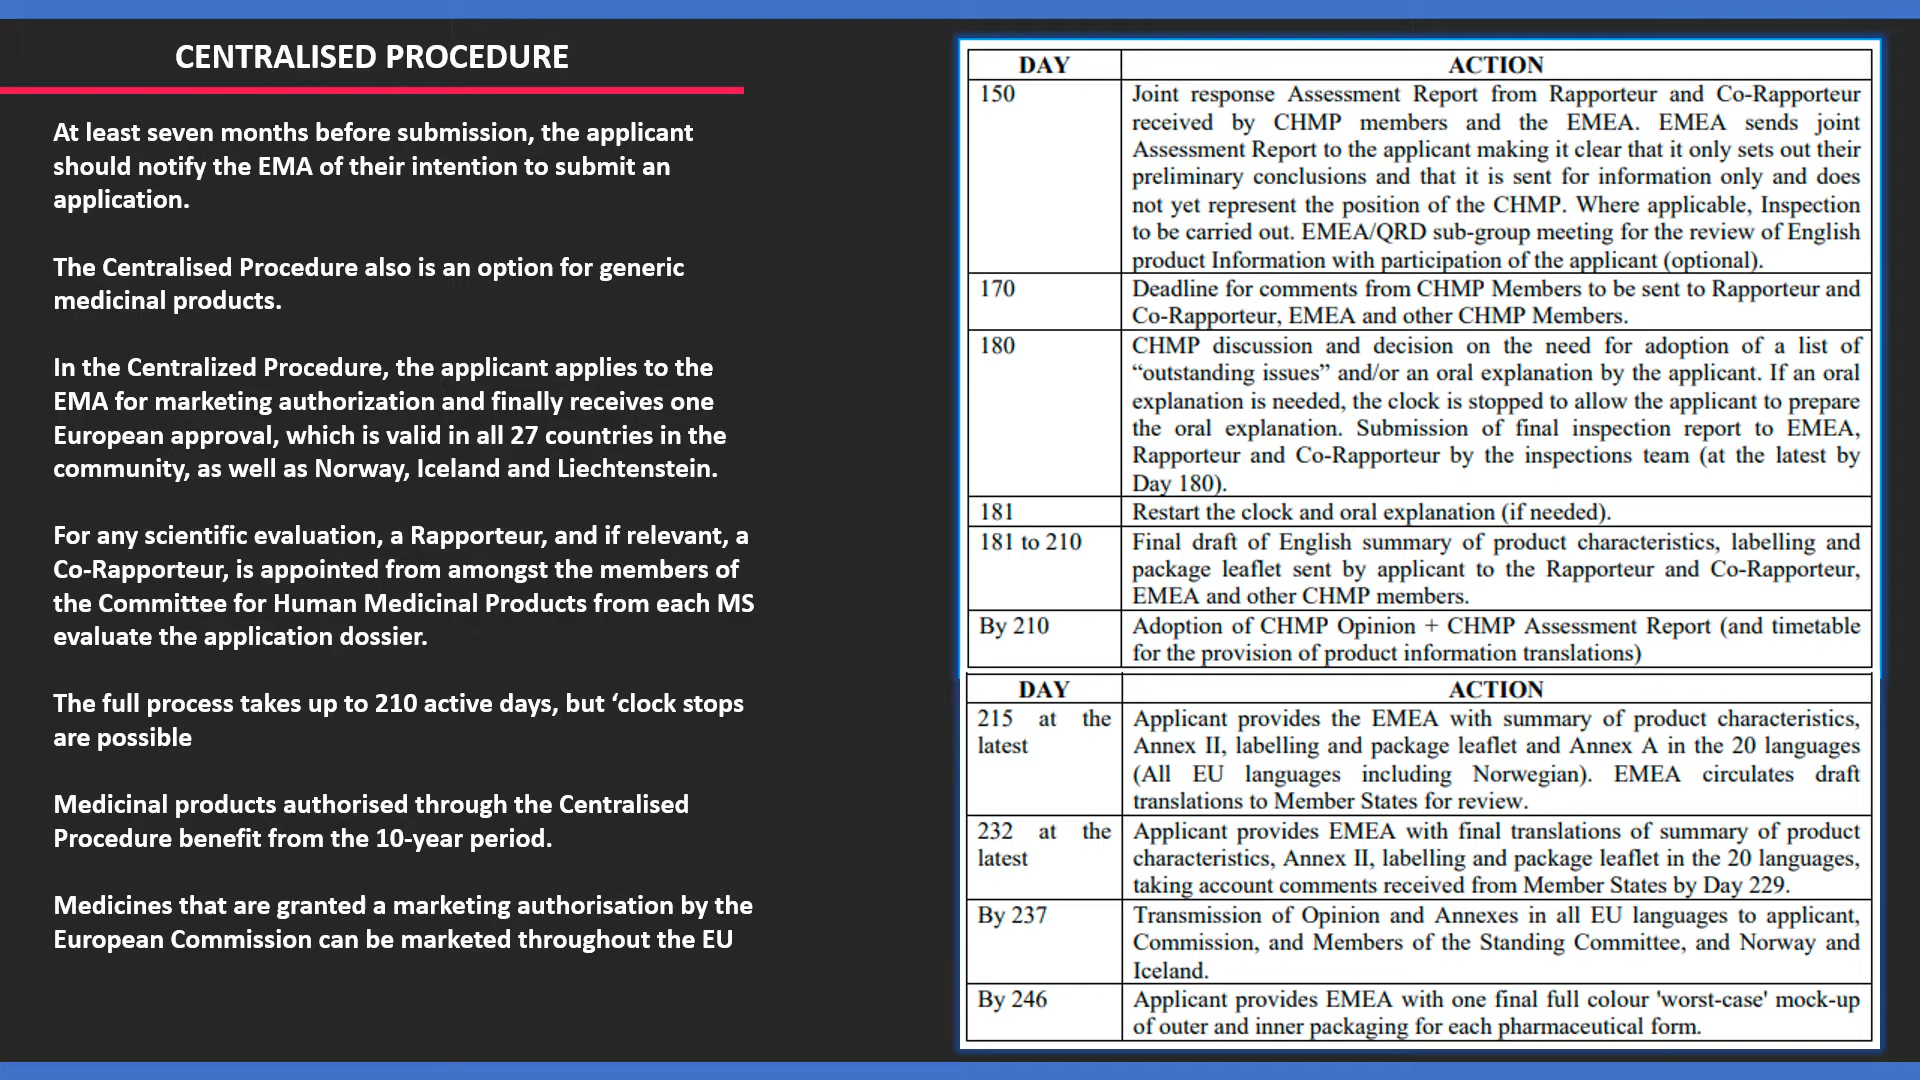 CENTRALISED PROCEDURE
At least seven months before submission, the applicant
should notify the EMA of their intention to submit an
application.
The Centralised Procedure also is an option for generic
medicinal products.
In the Centralized Procedure, the applicant applies to the
EMA for marketing authorization and finally receives one
European approval, which is valid in all 27 countries in the
community, as well as Norway, Iceland and Liechtenstein.
For any scientific evaluation, a Rapporteur, and if relevant, a
Co-Rapporteur, is appointed from amongst the members of
the Committee for Human Medicinal Products from each MS
evaluate the application dossier.
The full process takes up to 210 active days, but ‘clock stops
are possible
Medicinal products authorised through the Centralised
Procedure benefit from the 10-year period.
Medicines that are granted a marketing authorisation by the
European Commission can be marketed throughout the EU
DAY ACTION
150 Joint response Assessment Report from Rapporteur and Co-Rapporteur
received by CHMP members and the EMEA. EMEA sends joint
Assessment Report to the applicant making it clear that it only sets out their
preliminary conclusions and that it is sent for information only and does
not yet represent the position of the CHMP. Where applicable, Inspection
to be carried out. EMEA/QRD sub-group meeting for the review of English
product Information with participation of the applicant (optional).
170 Deadline for comments from CHMP Members to be sent to Rapporteur and
Co-Rapporteur, EMEA and other CHMP Members.
180 CHMP discussion and decision on the need for adoption of a list of
“outstanding issues” and/or an oral explanation by the applicant. If an oral
explanation is needed, the clock is stopped to allow the applicant to prepare
the oral explanation. Submission of final inspection report to EMEA,
Rapporteur and Co-Rapporteur by the inspections team (at the latest by
Day 180).
181 Restart the clock and oral explanation (if needed).
181 to 210 Final draft of English summary of product characteristics, labelling and
package leaflet sent by applicant to the Rapporteur and Co-Rapporteur,
EMEA and other CHMP members.
By 210 Adoption of CHMP Opinion + CHMP Assessment Report (and timetable
for the provision of product information translations)
DAY ACTION
215 at the Applicant provides the EMEA with summary of product characteristics,
latest Annex II, labelling and package leaflet and Annex A in the 20 languages
(All EU languages including Norwegian). EMEA circulates draft
translations to Member States for review.
232 at the Applicant provides EMEA with final translations of summary of product
latest characteristics, Annex II, labelling and package leaflet in the 20 languages,
taking account comments received from Member States by Day 229.
By 237 Transmission of Opinion and Annexes in all EU languages to applicant,
Commission, and Members of the Standing Committee, and Norway and
Iceland.
By 246 Applicant provides EMEA with one final full colour 'worst-case' mock-up
of outer and inner packaging for each pharmaceutical form.